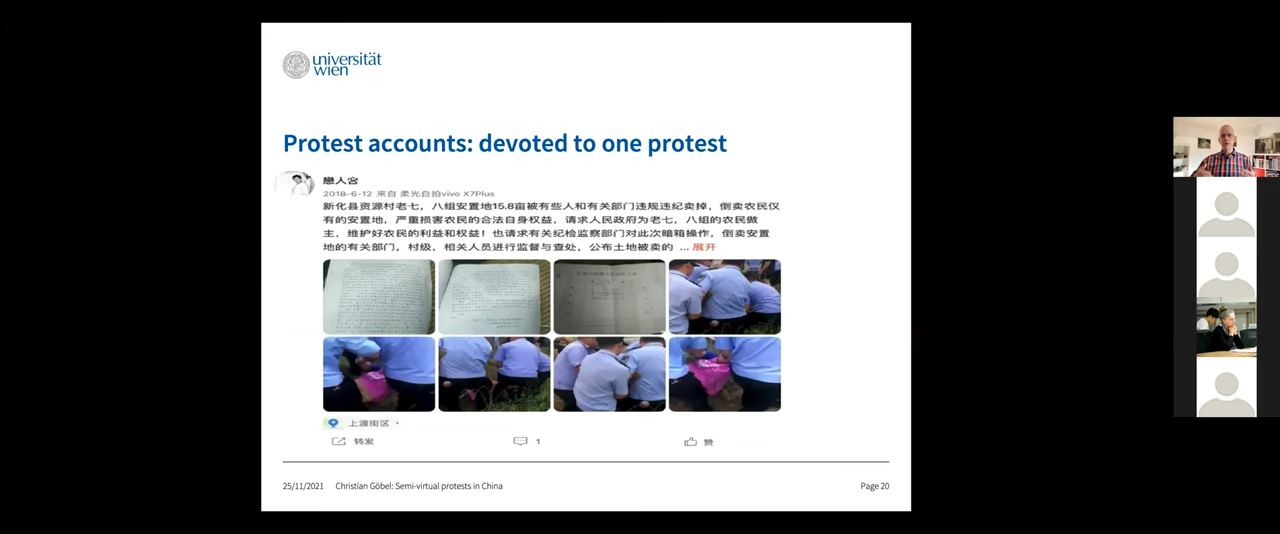 universität
wien
Protest accounts: devoted to one protest
戀人宮
2018-6-12 来自 柔光自拍vivo X7Plus
新化县资源村老七，八组安置地15.8亩被有些人和有关部门违规违纪卖掉，倒卖农民仅
有的安置地，严重损害农民的合法自身权益，请求人民政府为老七，八组的农民做
主，维护好农民的利益和权益！也请求有关纪检监察部门对此次暗箱操作，倒卖安置
地的有关部门，村级，相关人员进行监督与查处，公布土地被卖的 ... 展开
上渡街区
转发
1
赞
25/11/2021 Christian Göbel: Semi-virtual protests in China Page 20